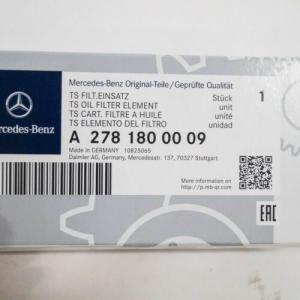 Mercedes-Benz Original-Teile/Geprüfte Qualität
TS FILT.EINSATZ Stück 1
TS OIL FILTER ELEMENT unit
TS CART. FILTRE A HUILE unité
TS ELEMENTO DEL FILTRO unidad
rcedes-Benz
A 278 180 00 09
Made in GERMANY 10825065
Daimler AG, Germany, Mercedesstr. 137, 70327 Stuttgart
More information on
http://p.mb-qr.com
EAC